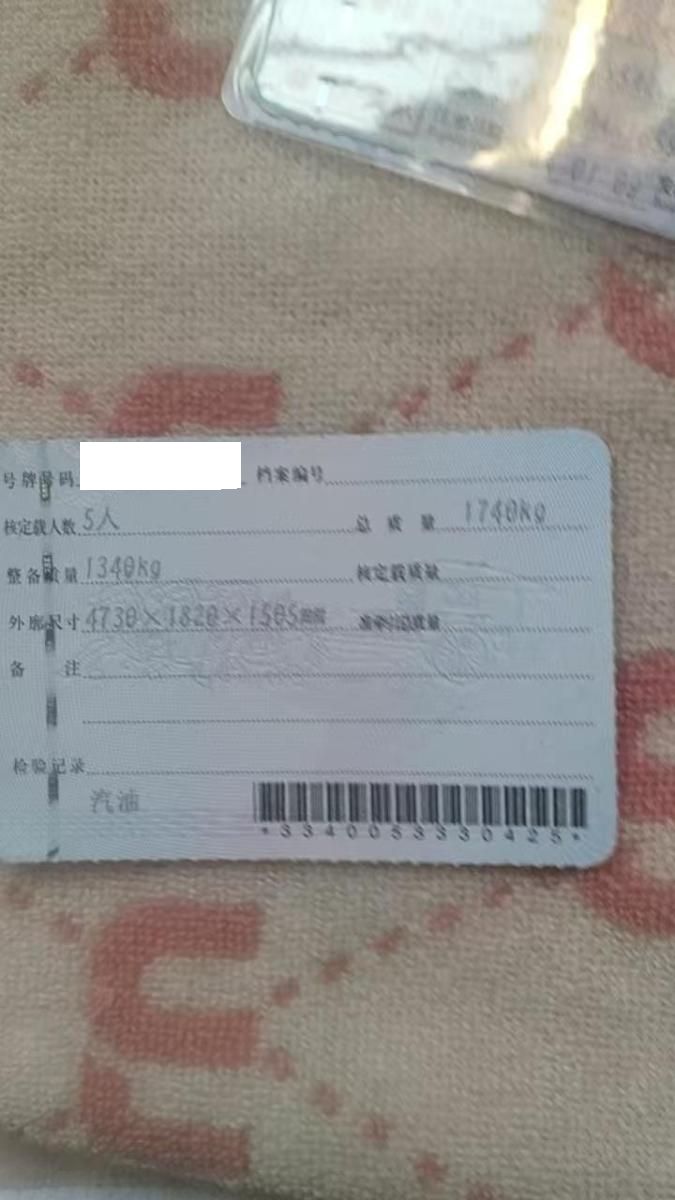 号牌号码 档案编号
核定载人数 5人 总质量 1740kg
整备质量 1340kg 核定载质量
外廓尺寸 4730×1820×1505mm 准牵引总质量
备注
检验记录
汽油
*3340053330425*